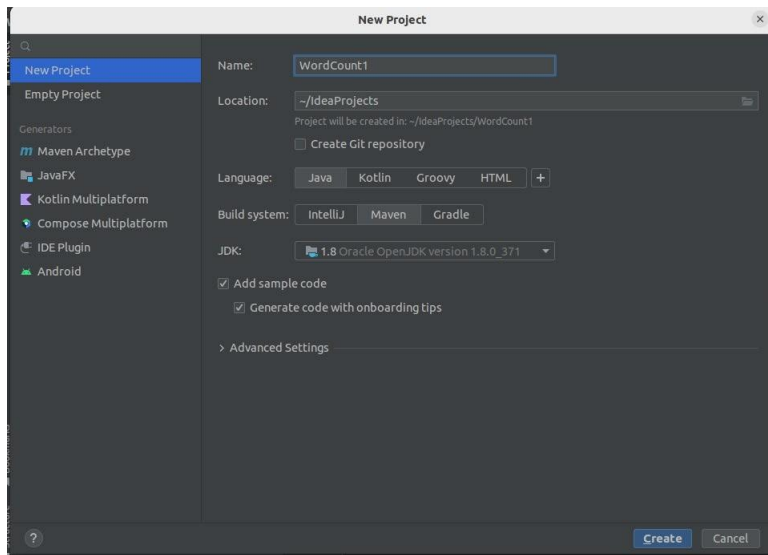 New Project
New Project
Empty Project
Generators
Maven Archetype
JavaFX
Kotlin Multiplatform
Compose Multiplatform
IDE Plugin
Android
Name: WordCount1
Location: ~/IdeaProjects
Project will be created in: ~/IdeaProjects/WordCount1
Create Git repository
Language: Java Kotlin Groovy HTML +
Build system: IntelliJ Maven Gradle
JDK: 1.8 Oracle OpenJDK version 1.8.0_371
Add sample code
Generate code with onboarding tips
> Advanced Settings
? Create Cancel